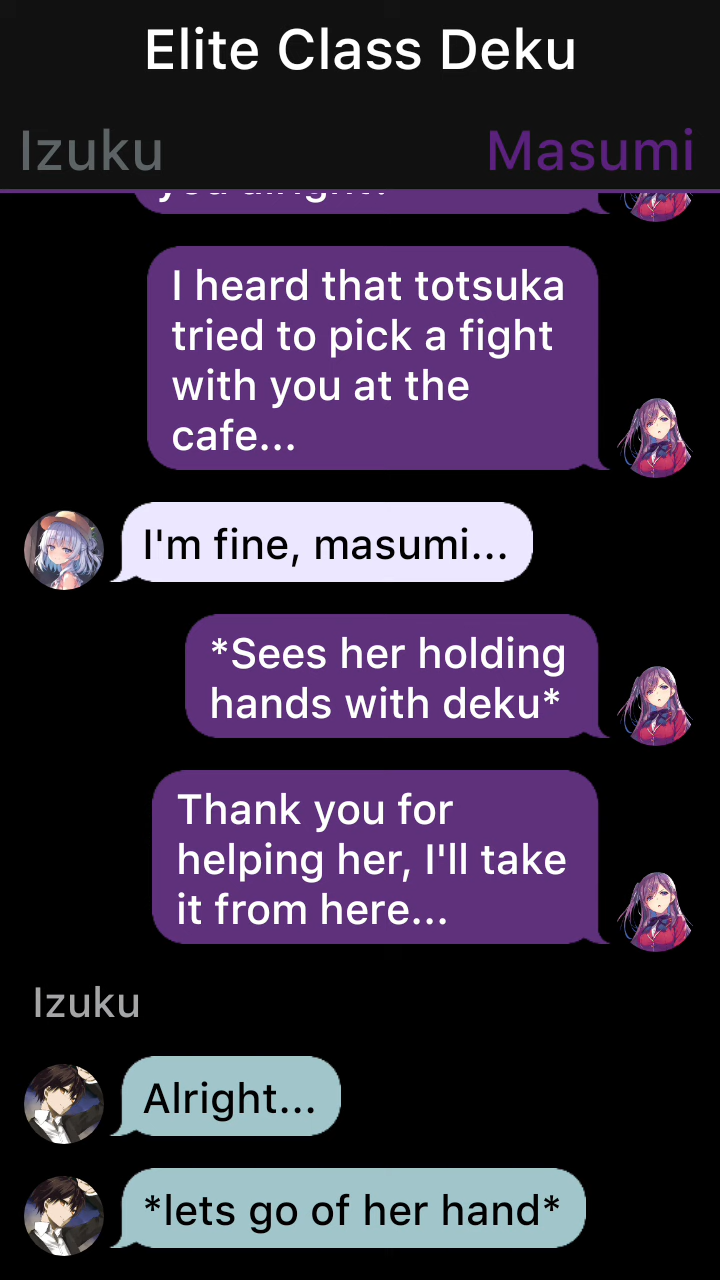 Elite Class Deku
Izuku
Masumi
I heard that totsuka
tried to pick a fight
with you at the
cafe...
I'm fine, masumi...
*Sees her holding
hands with deku*
Thank you for
helping her, I'll take
it from here...
Izuku
Alright...
*lets go of her hand*